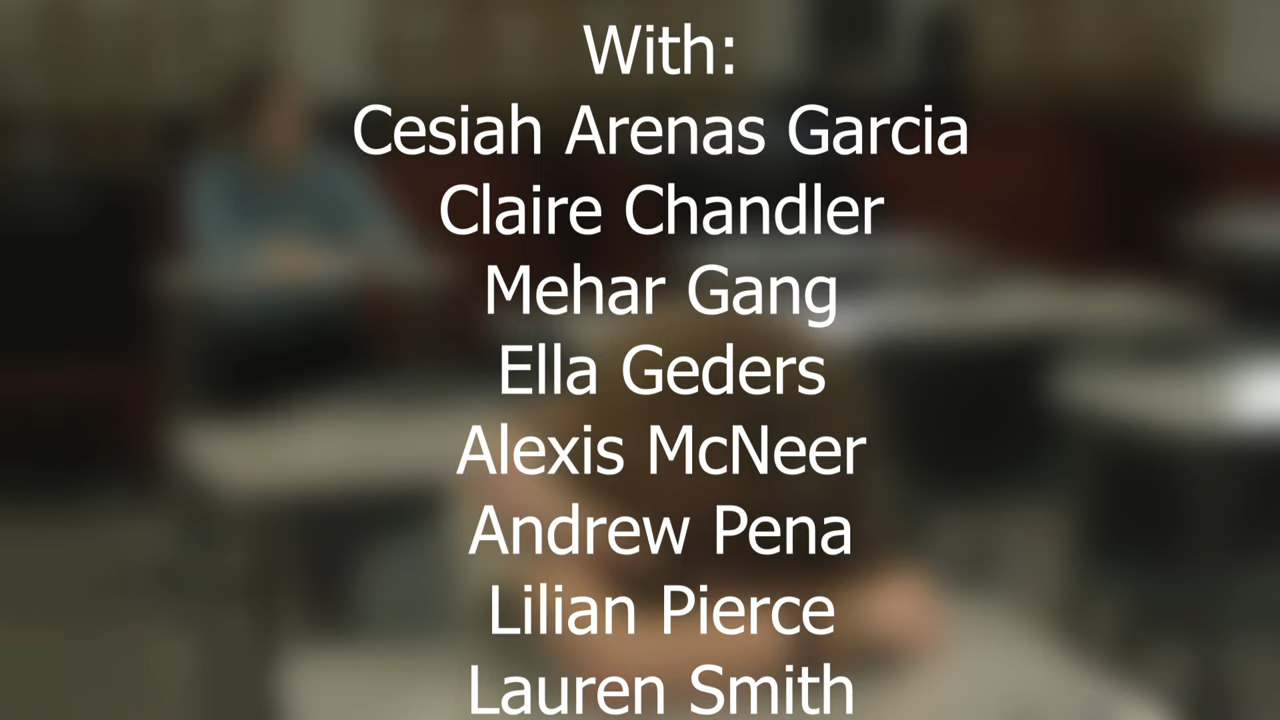 With:
Cesiah Arenas Garcia
Claire Chandler
Mehar Gang
Ella Geders
Alexis McNeer
Andrew Pena
Lilian Pierce
Lauren Smith